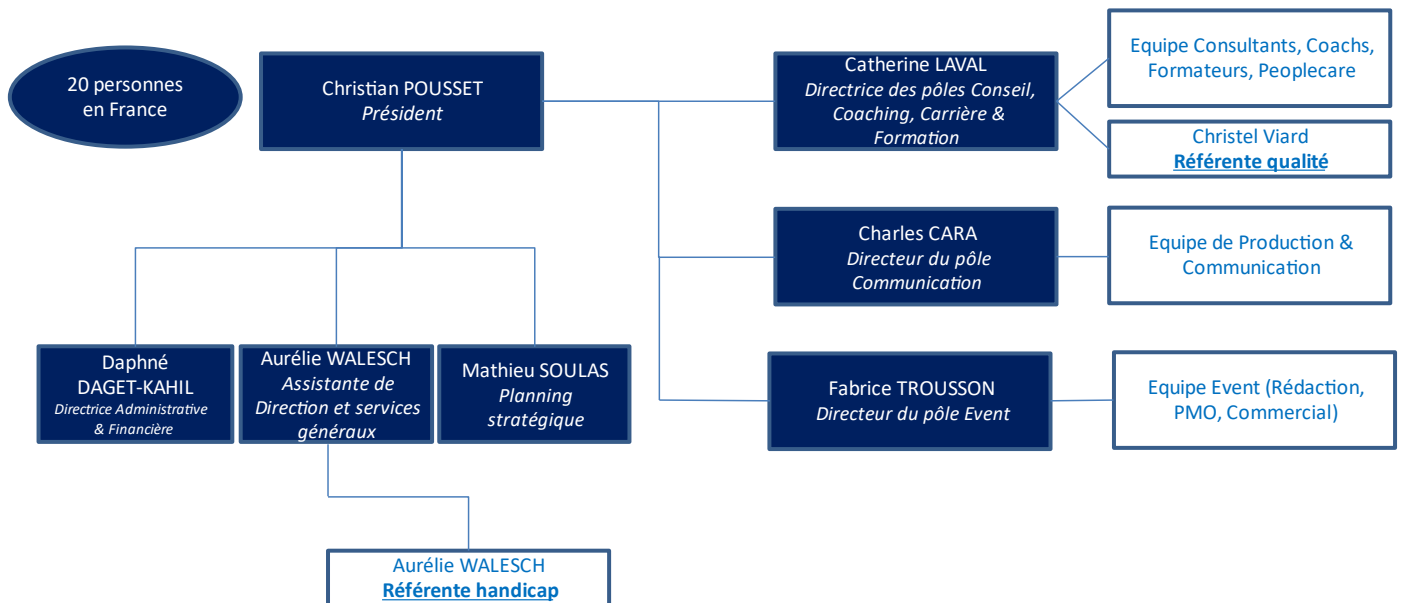 20 personnes
en France
Christian POUSSET
Président
Catherine LAVAL
Directrice des pôles Conseil,
Coaching, Carrière &
Formation
Equipe Consultants, Coachs,
Formateurs, Peoplecare
Christel Viard
Référente qualité
Charles CARA
Directeur du pôle
Communication
Equipe de Production &
Communication
Daphné
DAGET-KAHIL
Directrice Administrative
& Financière
Aurélie WALESCH
Assistante de
Direction et services
généraux
Mathieu SOULAS
Planning
stratégique
Fabrice TROUSSON
Directeur du pôle Event
Equipe Event (Rédaction,
PMO, Commercial)
Aurélie WALESCH
Référente handicap